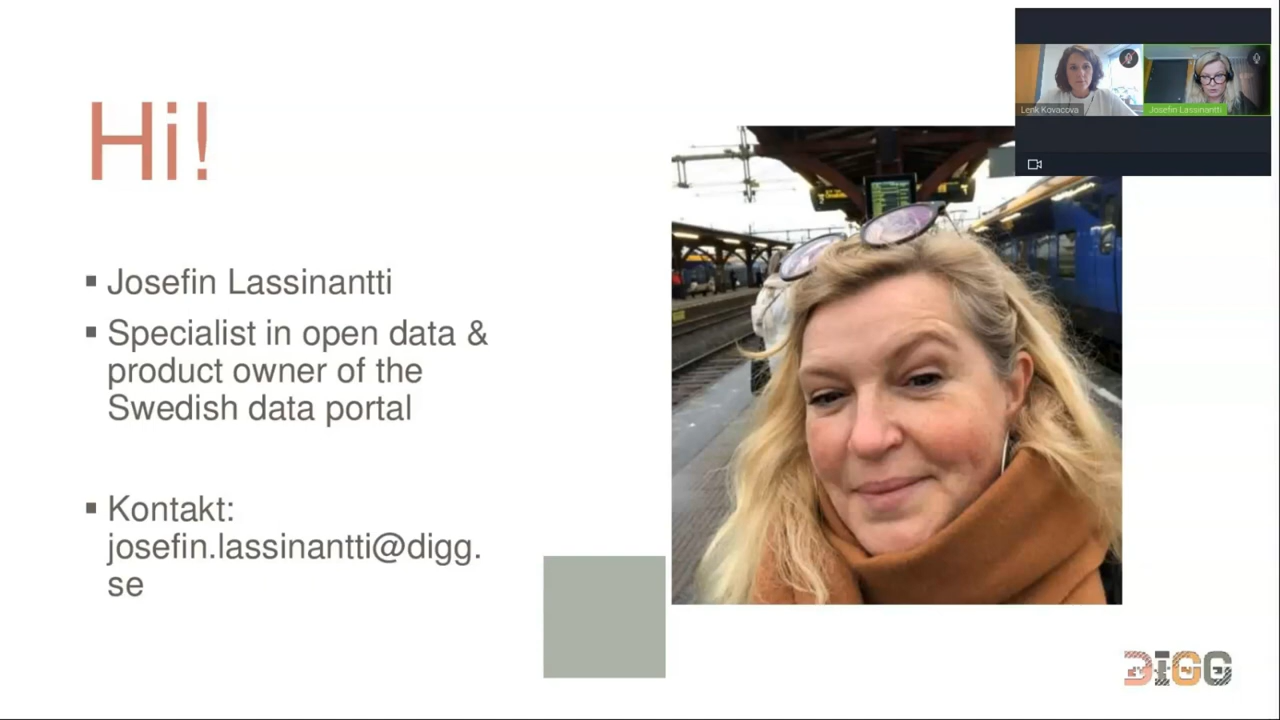 Hi!
Josefin Lassinantti
Specialist in open data &
product owner of the
Swedish data portal
Kontakt:
josefin.lassinantti@digg.
se
Lenk Kovacova
Josefin Lassinantti
DIGG